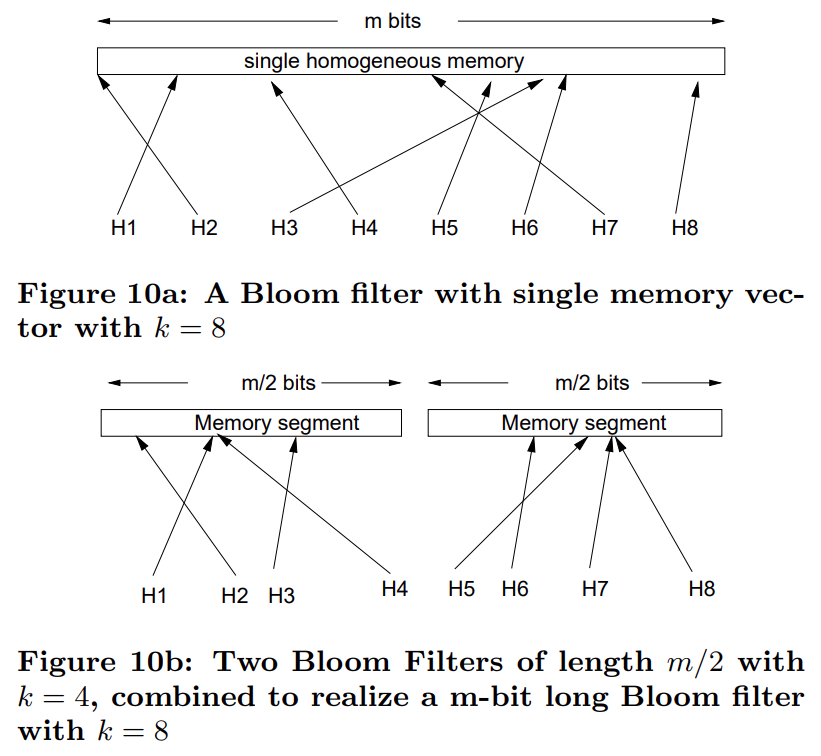 m bits
single homogeneous memory
H1 H2 H3 H4 H5 H6 H7 H8
Figure 10a: A Bloom filter with single memory vec-
tor with k = 8
m/2 bits m/2 bits
Memory segment Memory segment
H1 H2 H3 H4 H5 H6 H7 H8
Figure 10b: Two Bloom Filters of length m/2 with
k = 4, combined to realize a m-bit long Bloom filter
with k = 8